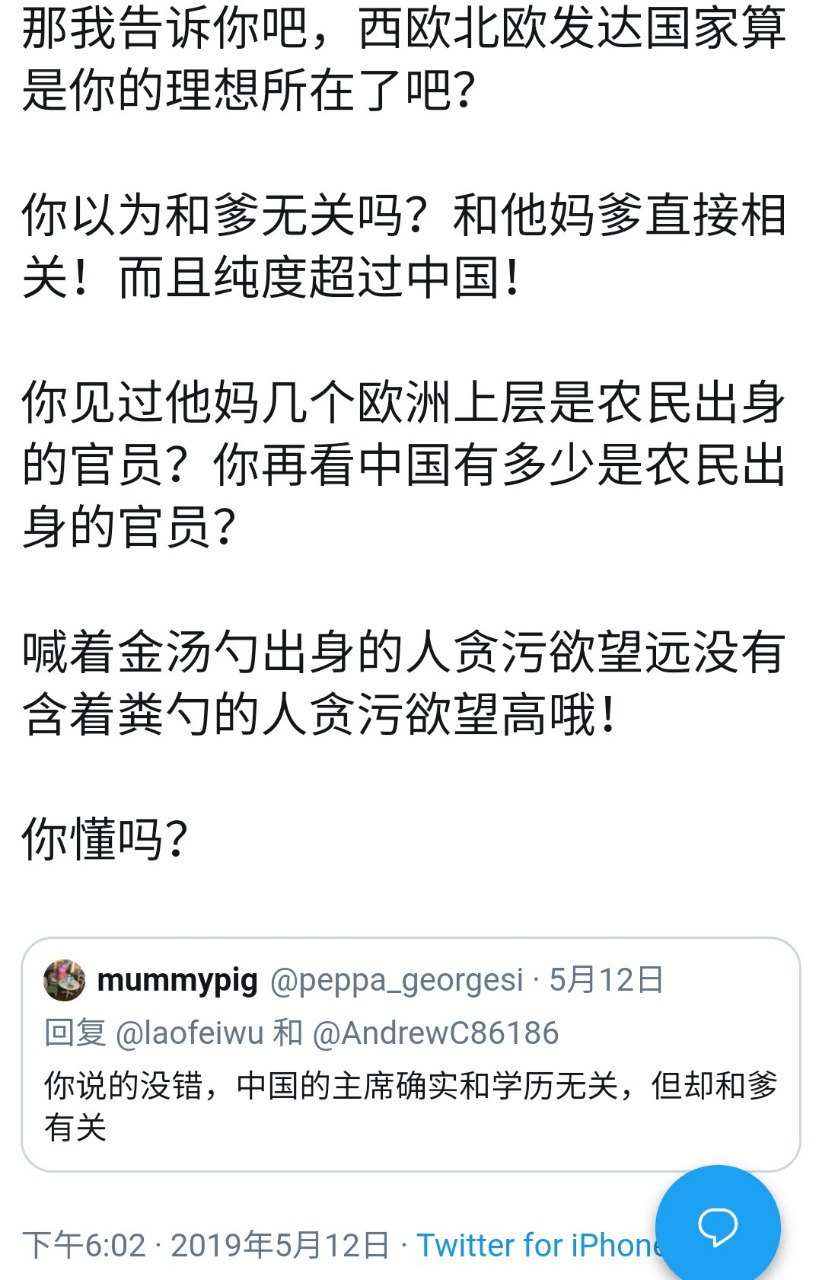 那我告诉你吧，西欧北欧发达国家算
是你的理想所在了吧？
你以为和爹无关吗？和他妈爹直接相
关！而且纯度超过中国！
你见过他妈几个欧洲上层是农民出身
的官员？你再看中国有多少是农民出
身的官员？
喊着金汤勺出身的人贪污欲望远没有
含着粪勺的人贪污欲望高哦！
你懂吗？
mummypig @peppa_georgesi · 5月12日
回复 @laofeiwu 和 @AndrewC86186
你说的没错，中国的主席确实和学历无关，但却和爹
有关
下午6:02 · 2019年5月12日 · Twitter for iPhone